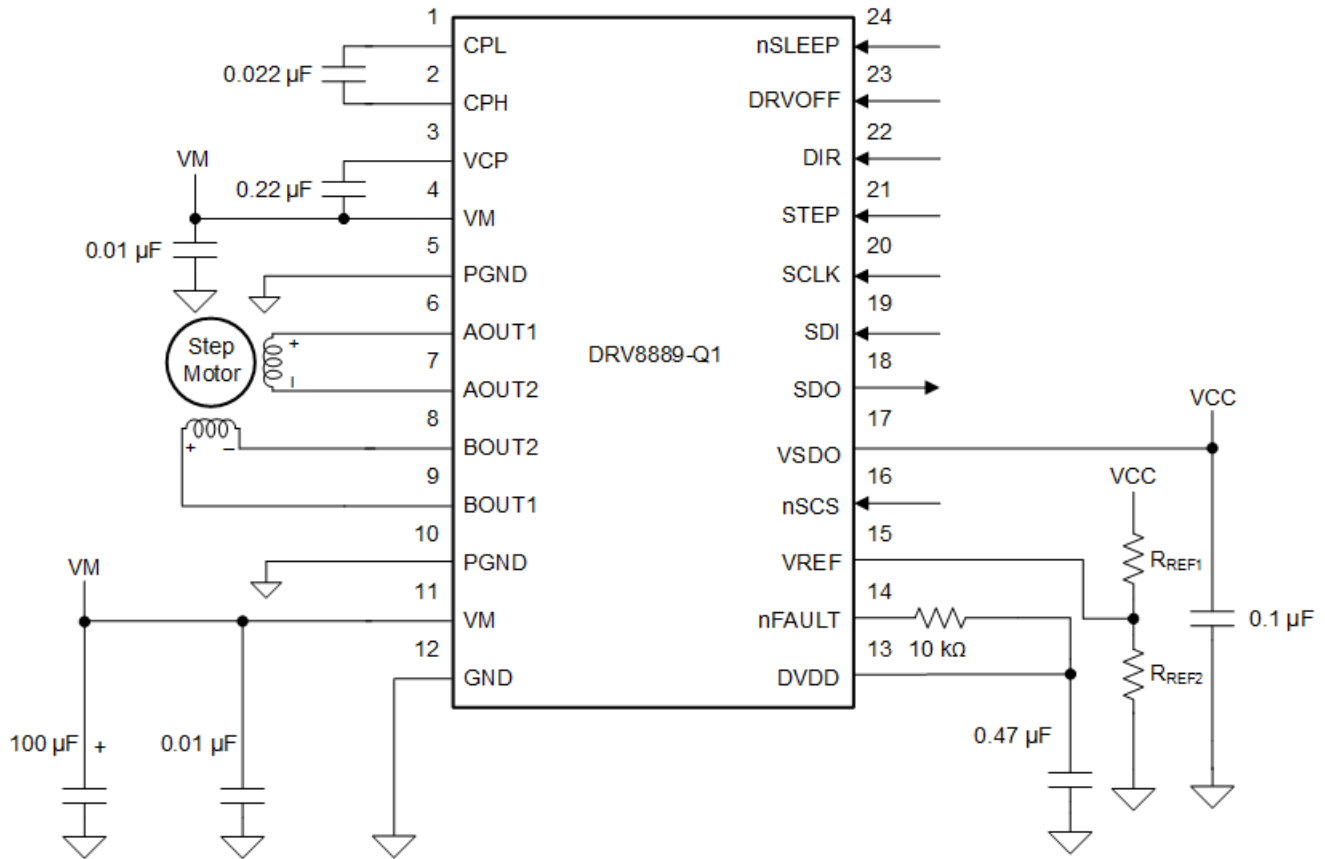 1
CPL
0.022 µF
2
CPH
3
VCP
VM
0.22 µF
4
VM
0.01 µF
5
PGND
6
AOUT1
+
Step
Motor
7
AOUT2
–
8
BOUT2
+ –
9
BOUT1
10
PGND
VM
11
VM
12
GND
100 µF +
0.01 µF
DRV8889-Q1
24
nSLEEP
23
DRVOFF
22
DIR
21
STEP
20
SCLK
19
SDI
18
SDO
17
VCC
VSDO
16
VCC
nSCS
15
VREF
RREF1
14
nFAULT
0.1 µF
10 kΩ
13
DVDD
RREF2
0.47 µF